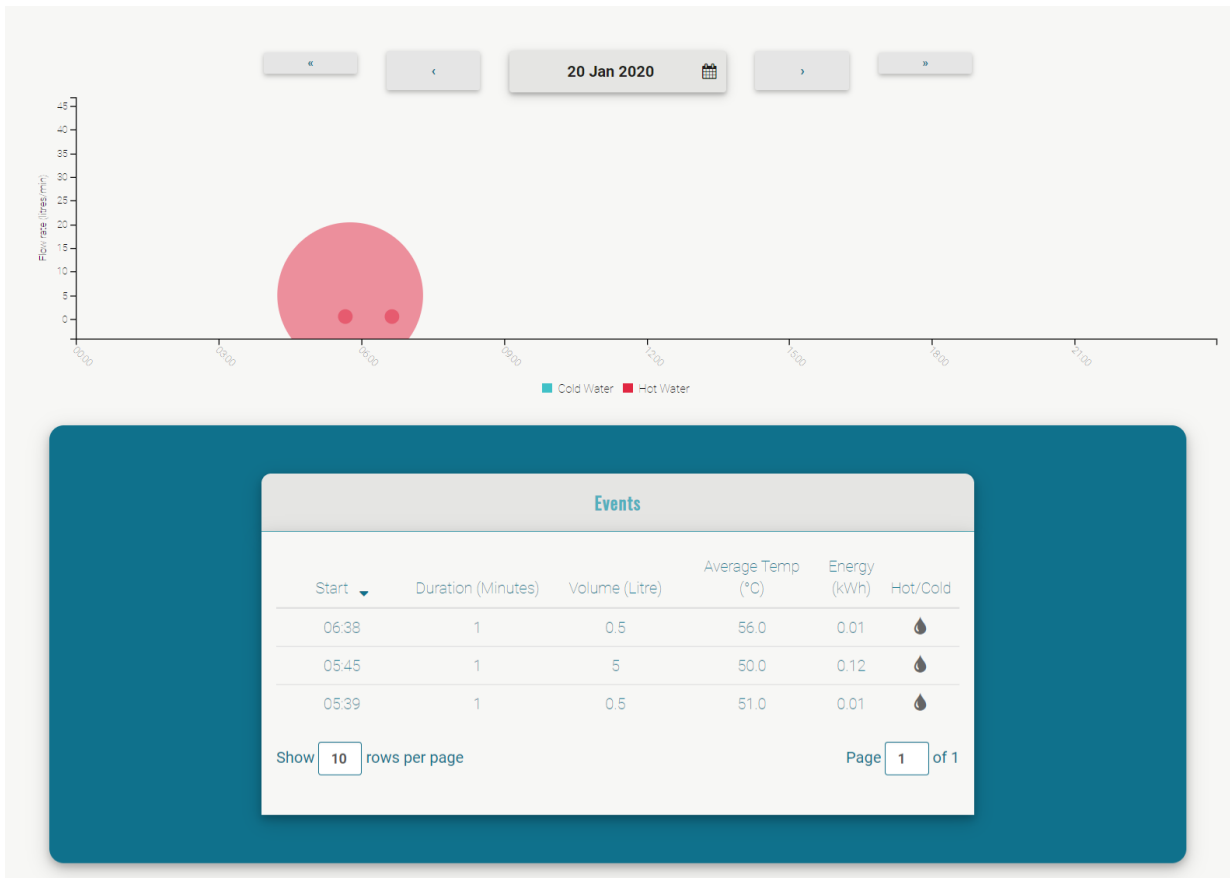 «
‹
20 Jan 2020
›
»
Flow rate (litres/min)
45
40
35
30
25
20
15
10
5
0
00:00
03:00
06:00
09:00
12:00
15:00
18:00
21:00
Cold Water Hot Water
Events
Start Duration (Minutes) Volume (Litre) Average Temp (°C) Energy (kWh) Hot/Cold
06:38 1 0.5 56.0 0.01
05:45 1 5 50.0 0.12
05:39 1 0.5 51.0 0.01
Show 10 rows per page Page 1 of 1